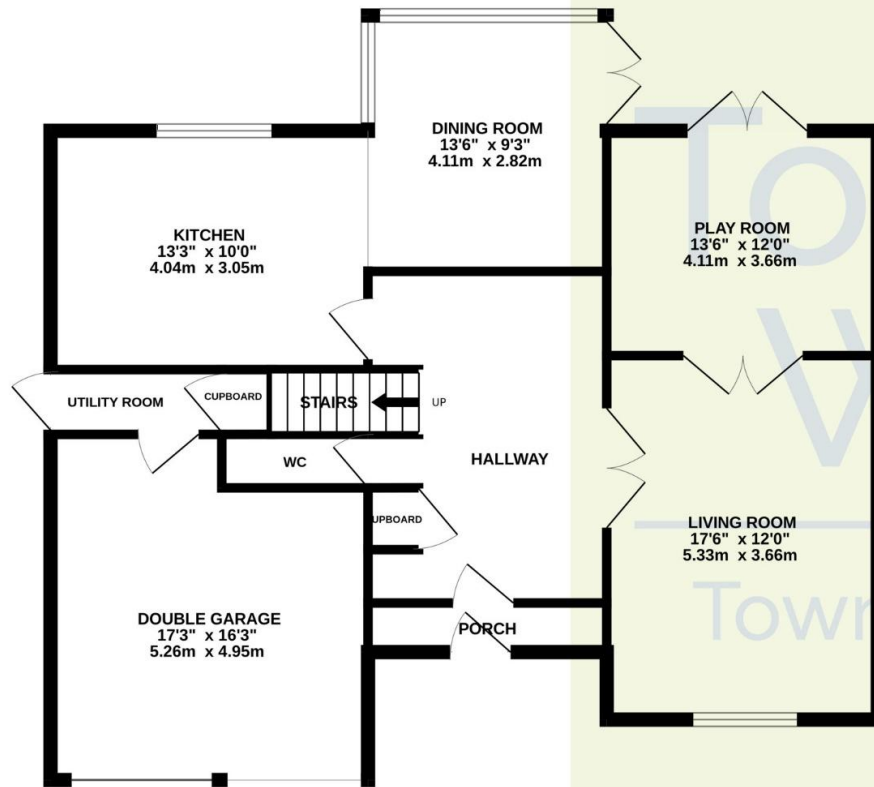 DINING ROOM
13'6" x 9'3"
4.11m x 2.82m
KITCHEN
13'3" x 10'0"
4.04m x 3.05m
PLAY ROOM
13'6" x 12'0"
4.11m x 3.66m
To
W
UTILITY ROOM
CUPBOARD
STAIRS
UP
WC
HALLWAY
UPBOARD
LIVING ROOM
17'6" x 12'0"
5.33m x 3.66m
Town
DOUBLE GARAGE
17'3" x 16'3"
5.26m x 4.95m
PORCH